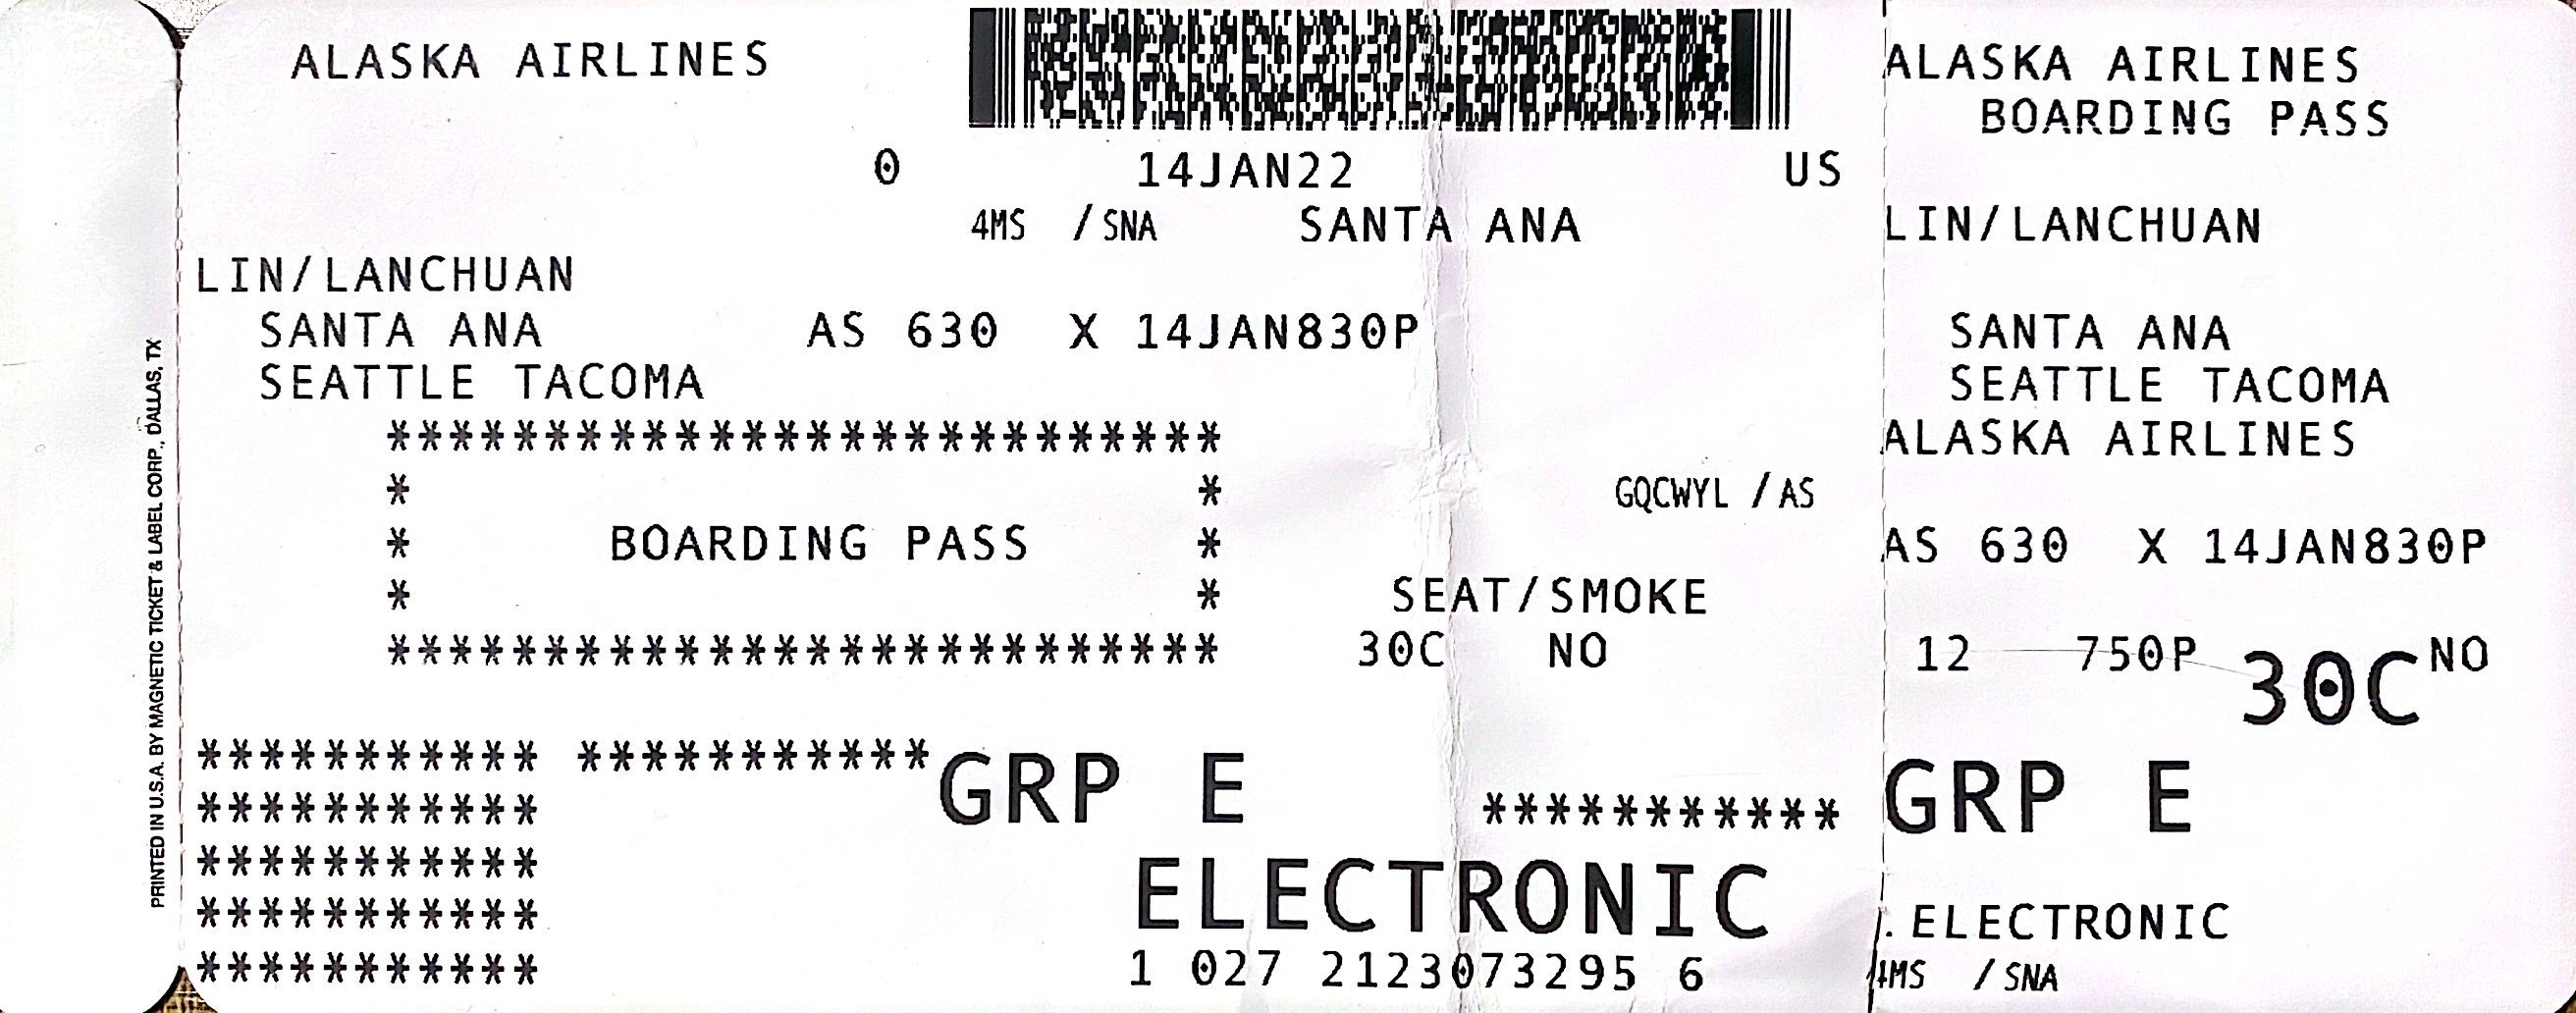 ALASKA AIRLINES
0 14JAN22 US
4MS /SNA SANTA ANA
LIN/LANCHUAN
SANTA ANA AS 630 X 14JAN830P
SEATTLE TACOMA
**************************
* *
GQCWYL /AS
* BOARDING PASS *
SEAT/SMOKE
* *
************************** 30C NO
*********** ***********GRP E
*********** ***********
*********** ELECTRONIC
***********
*********** 1 027 2123073295 6
PRINTED IN U.S.A. BY MAGNETIC TICKET & LABEL CORP., DALLAS, TX
ALASKA AIRLINES
BOARDING PASS
LIN/LANCHUAN
SANTA ANA
SEATTLE TACOMA
ALASKA AIRLINES
AS 630 X 14JAN830P
12 750P 30C NO
GRP E
.ELECTRONIC
4MS /SNA